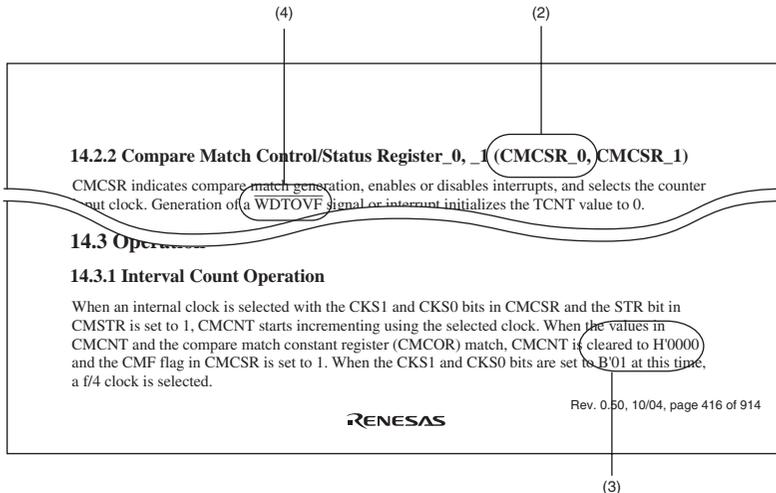 (4) (2)
14.2.2 Compare Match Control/Status Register_0, _1 (CMCSR_0, CMCSR_1)
CMCSR indicates compare match generation, enables or disables interrupts, and selects the counter
input clock. Generation of a WDTOVF signal or interrupt initializes the TCNT value to 0.
14.3 Operation
14.3.1 Interval Count Operation
When an internal clock is selected with the CKS1 and CKS0 bits in CMCSR and the STR bit in
CMSTR is set to 1, CMCNT starts incrementing using the selected clock. When the values in
CMCNT and the compare match constant register (CMCOR) match, CMCNT is cleared to H'0000
and the CMF flag in CMCSR is set to 1. When the CKS1 and CKS0 bits are set to B'01 at this time,
a f/4 clock is selected.
Rev. 0.50, 10/04, page 416 of 914
RENESAS
(3)